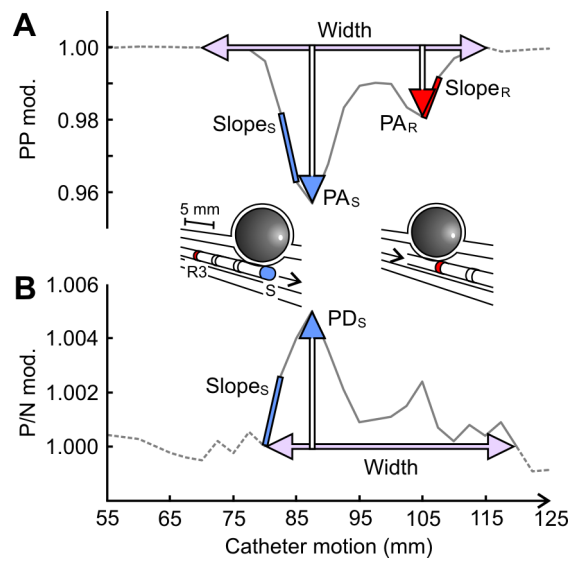 A
Width
1.00
PP mod.
Slope_R
0.98
Slope_S
PA_R
0.96
PA_S
5 mm
R3
S
B
1.006
PD_S
1.004
P/N mod.
Slope_S
1.002
1.000
Width
55 65 75 85 95 105 115 125
Catheter motion (mm)